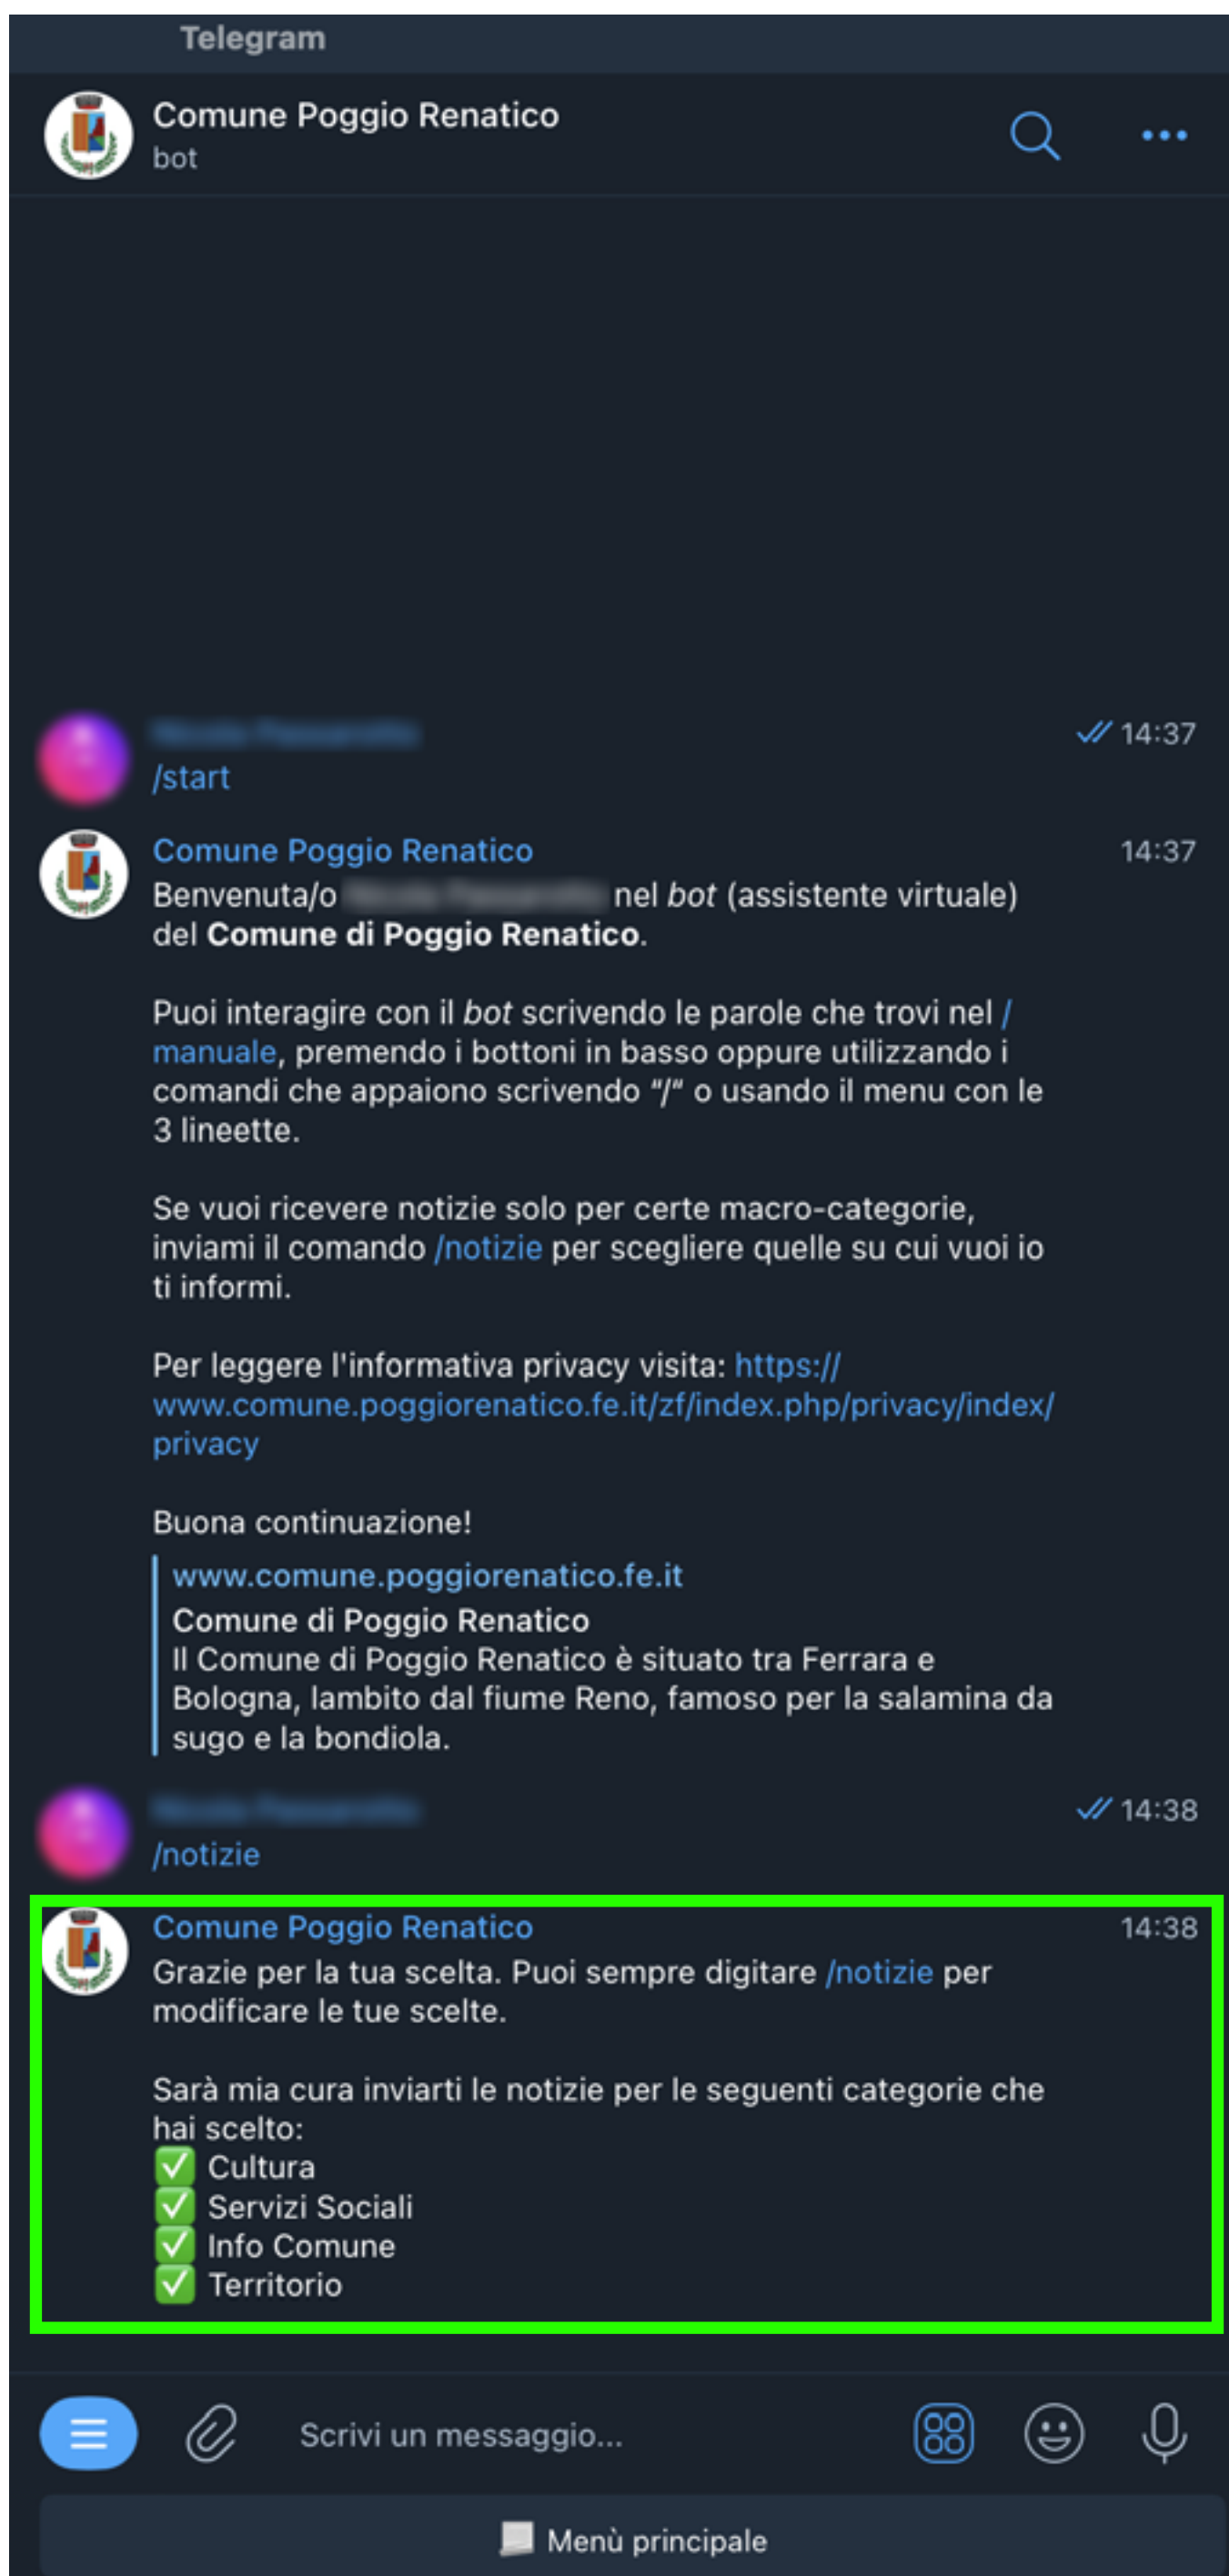 Telegram
Comune Poggio Renatico
bot
14:37
/start
Comune Poggio Renatico 14:37
Benvenuta/o nel bot (assistente virtuale)
del Comune di Poggio Renatico.
Puoi interagire con il bot scrivendo le parole che trovi nel /
manuale, premendo i bottoni in basso oppure utilizzando i
comandi che appaiono scrivendo "/" o usando il menu con le
3 lineette.
Se vuoi ricevere notizie solo per certe macro-categorie,
inviami il comando /notizie per scegliere quelle su cui vuoi io
ti informi.
Per leggere l'informativa privacy visita: https://
www.comune.poggiorenatico.fe.it/zf/index.php/privacy/index/
privacy
Buona continuazione!
www.comune.poggiorenatico.fe.it
Comune di Poggio Renatico
Il Comune di Poggio Renatico è situato tra Ferrara e
Bologna, lambito dal fiume Reno, famoso per la salamina da
sugo e la bondiola.
14:38
/notizie
Comune Poggio Renatico 14:38
Grazie per la tua scelta. Puoi sempre digitare /notizie per
modificare le tue scelte.
Sarà mia cura inviarti le notizie per le seguenti categorie che
hai scelto:
✅ Cultura
✅ Servizi Sociali
✅ Info Comune
✅ Territorio
Scrivi un messaggio...
Menù principale